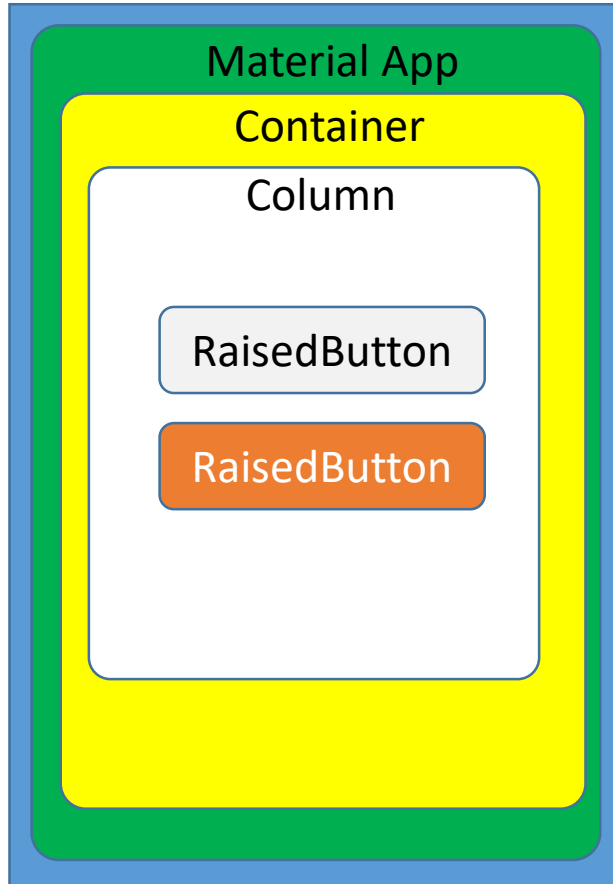 Material App
Container
Column
RaisedButton
RaisedButton